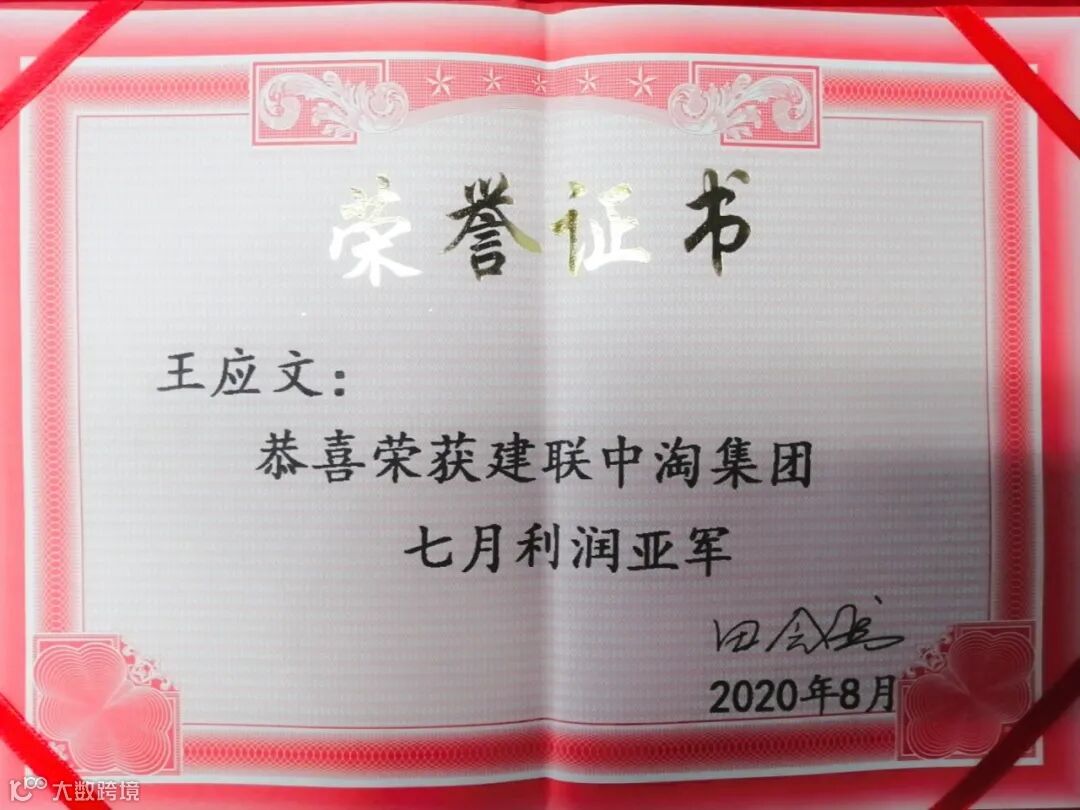 荣誉证书
王应文：
恭喜荣获建联中淘集团
七月利润亚军
2020年8月
大数跨境